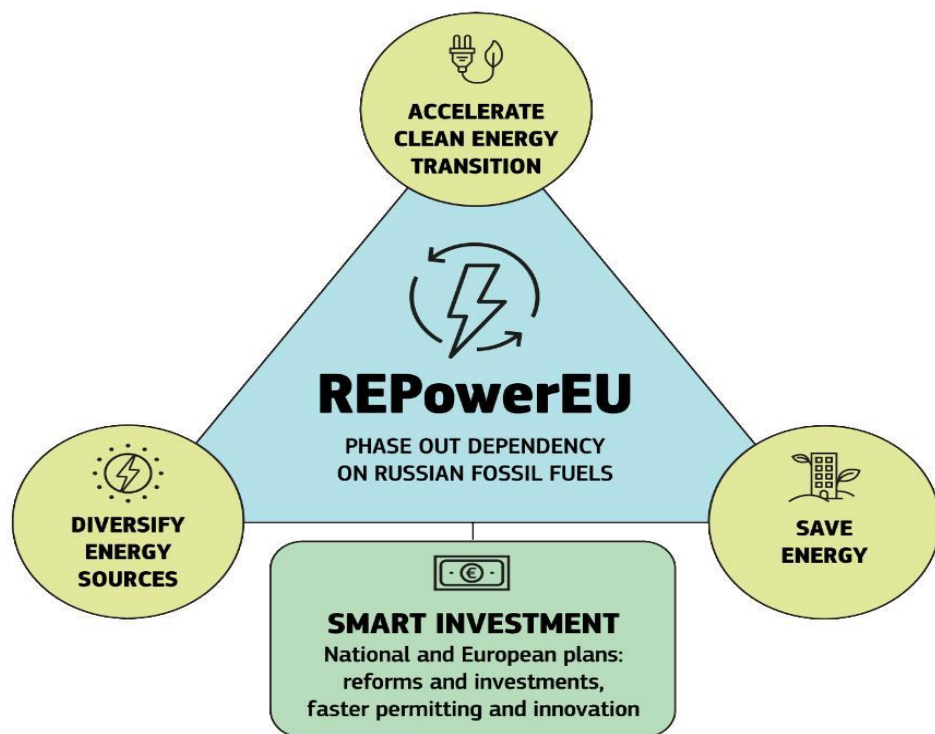 ACCELERATE
CLEAN ENERGY
TRANSITION
REPowerEU
PHASE OUT DEPENDENCY
ON RUSSIAN FOSSIL FUELS
DIVERSIFY
ENERGY
SOURCES
SAVE
ENERGY
€
SMART INVESTMENT
National and European plans:
reforms and investments,
faster permitting and innovation